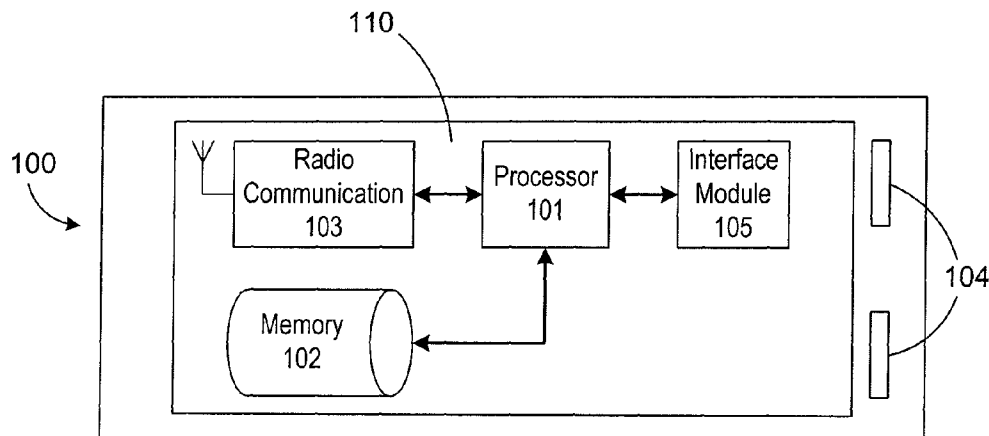 110
100
Radio
Communication
103
Processor
101
Interface
Module
105
104
Memory
102